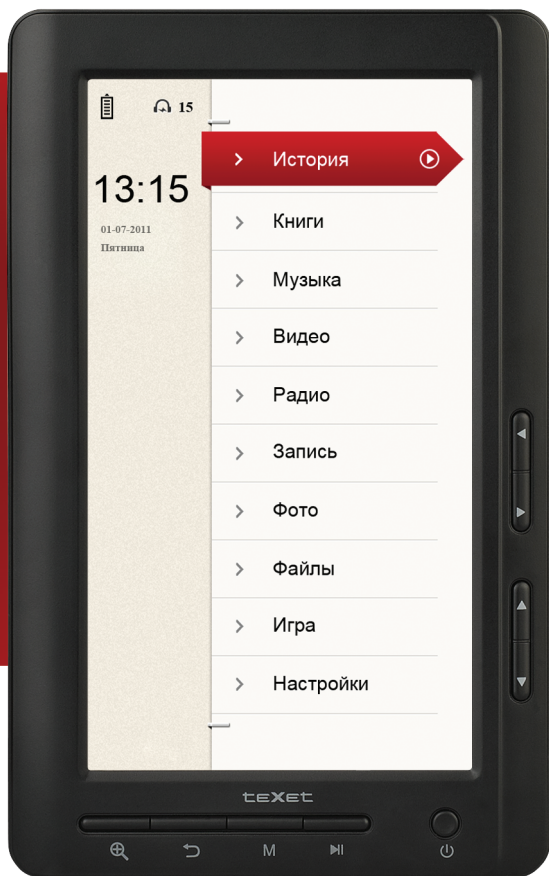 15
13:15
01-07-2011
Пятница
История
Книги
Музыка
Видео
Радио
Запись
Фото
Файлы
Игра
Настройки
teXet
M